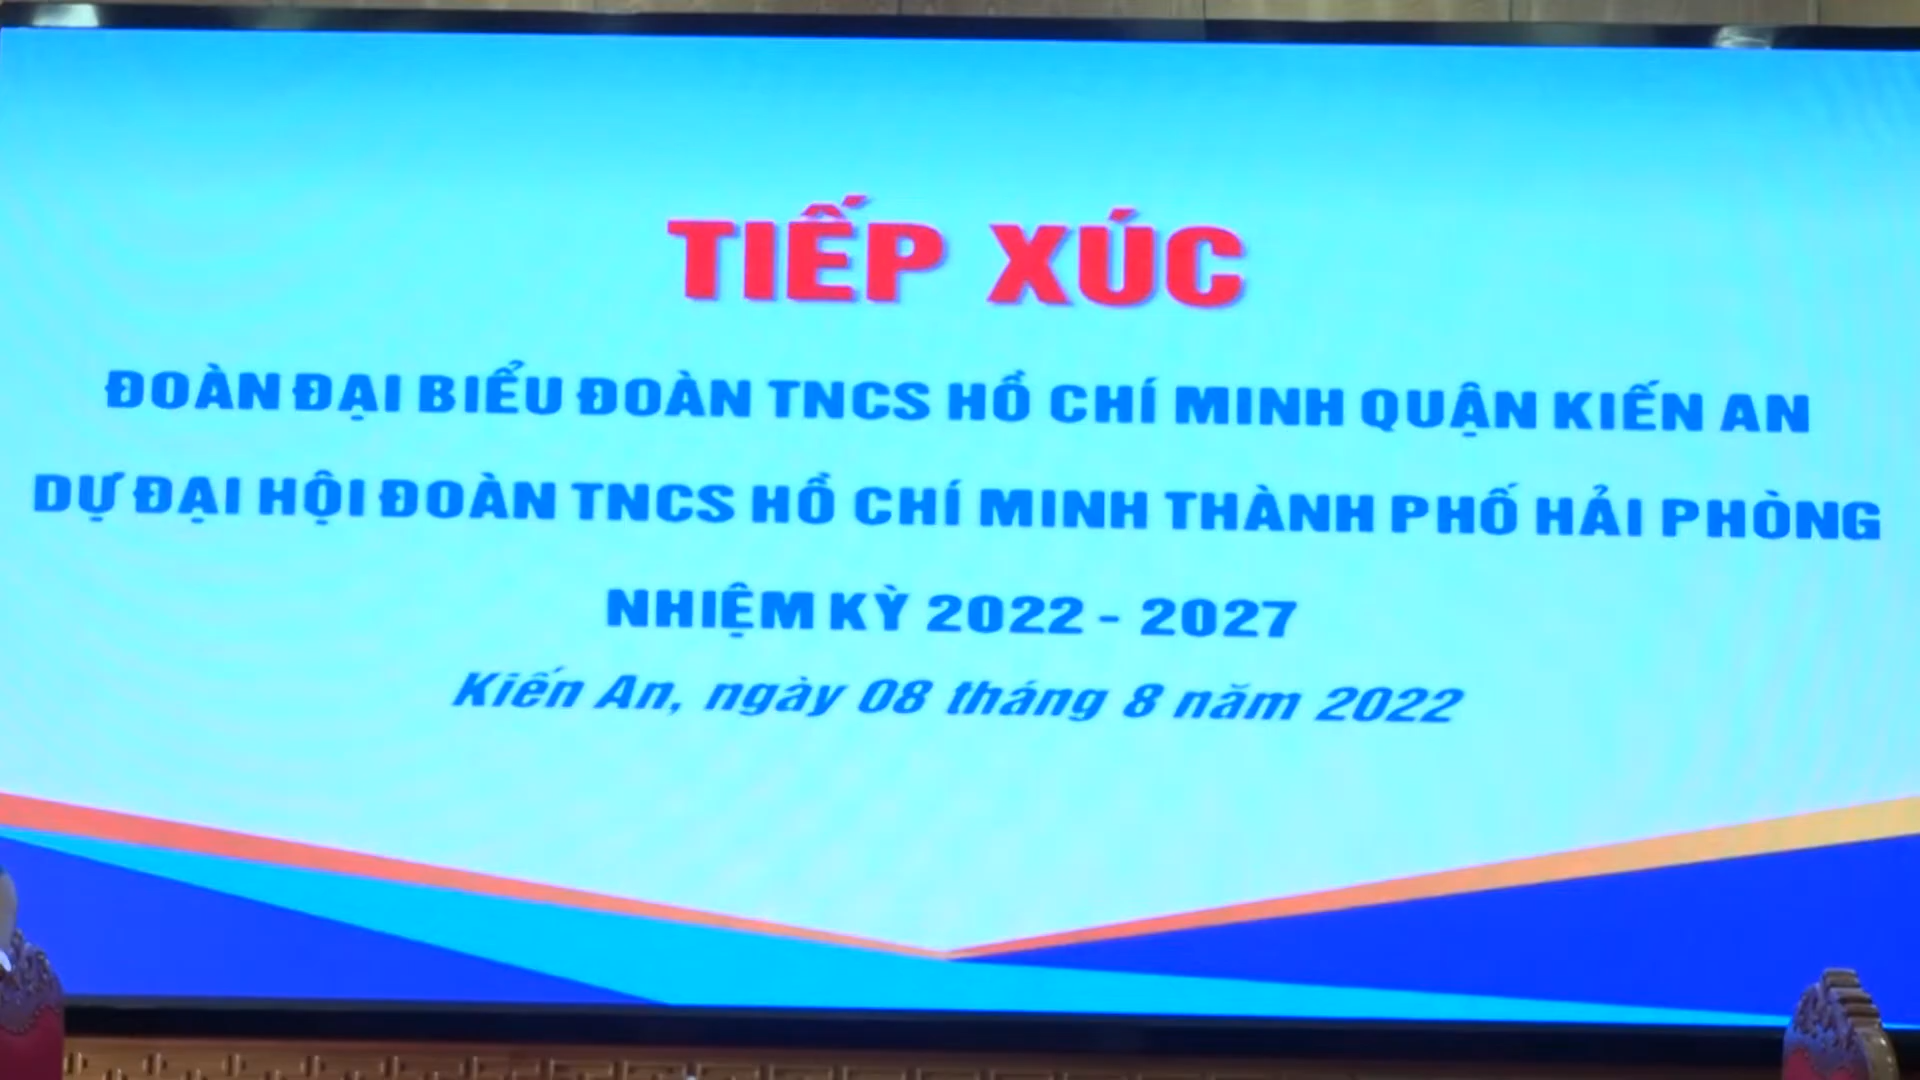 TIẾP XÚC
ĐOÀN ĐẠI BIỂU ĐOÀN TNCS HỒ CHÍ MINH QUẬN KIẾN AN
DỰ ĐẠI HỘI ĐOÀN TNCS HỒ CHÍ MINH THÀNH PHỐ HẢI PHÒNG
NHIỆM KỲ 2022 - 2027
Kiến An, ngày 08 tháng 8 năm 2022